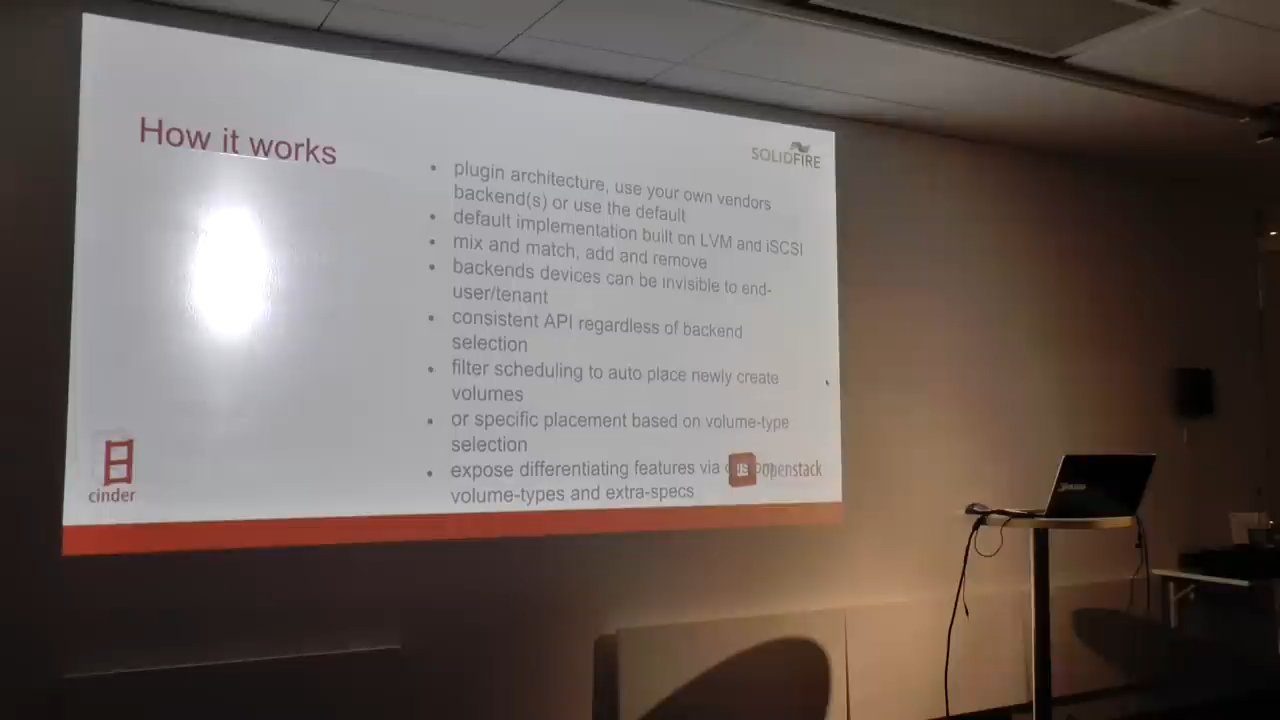 How it works
SOLIDFIRE
• plugin architecture, use your own vendors
backend(s) or use the default
• default implementation built on LVM and iSCSI
• mix and match, add and remove
• backends devices can be invisible to end-
user/tenant
• consistent API regardless of backend
selection
• filter scheduling to auto place newly create
volumes
• or specific placement based on volume-type
selection
• expose differentiating features via
volume-types and extra-specs
cinder
openstack